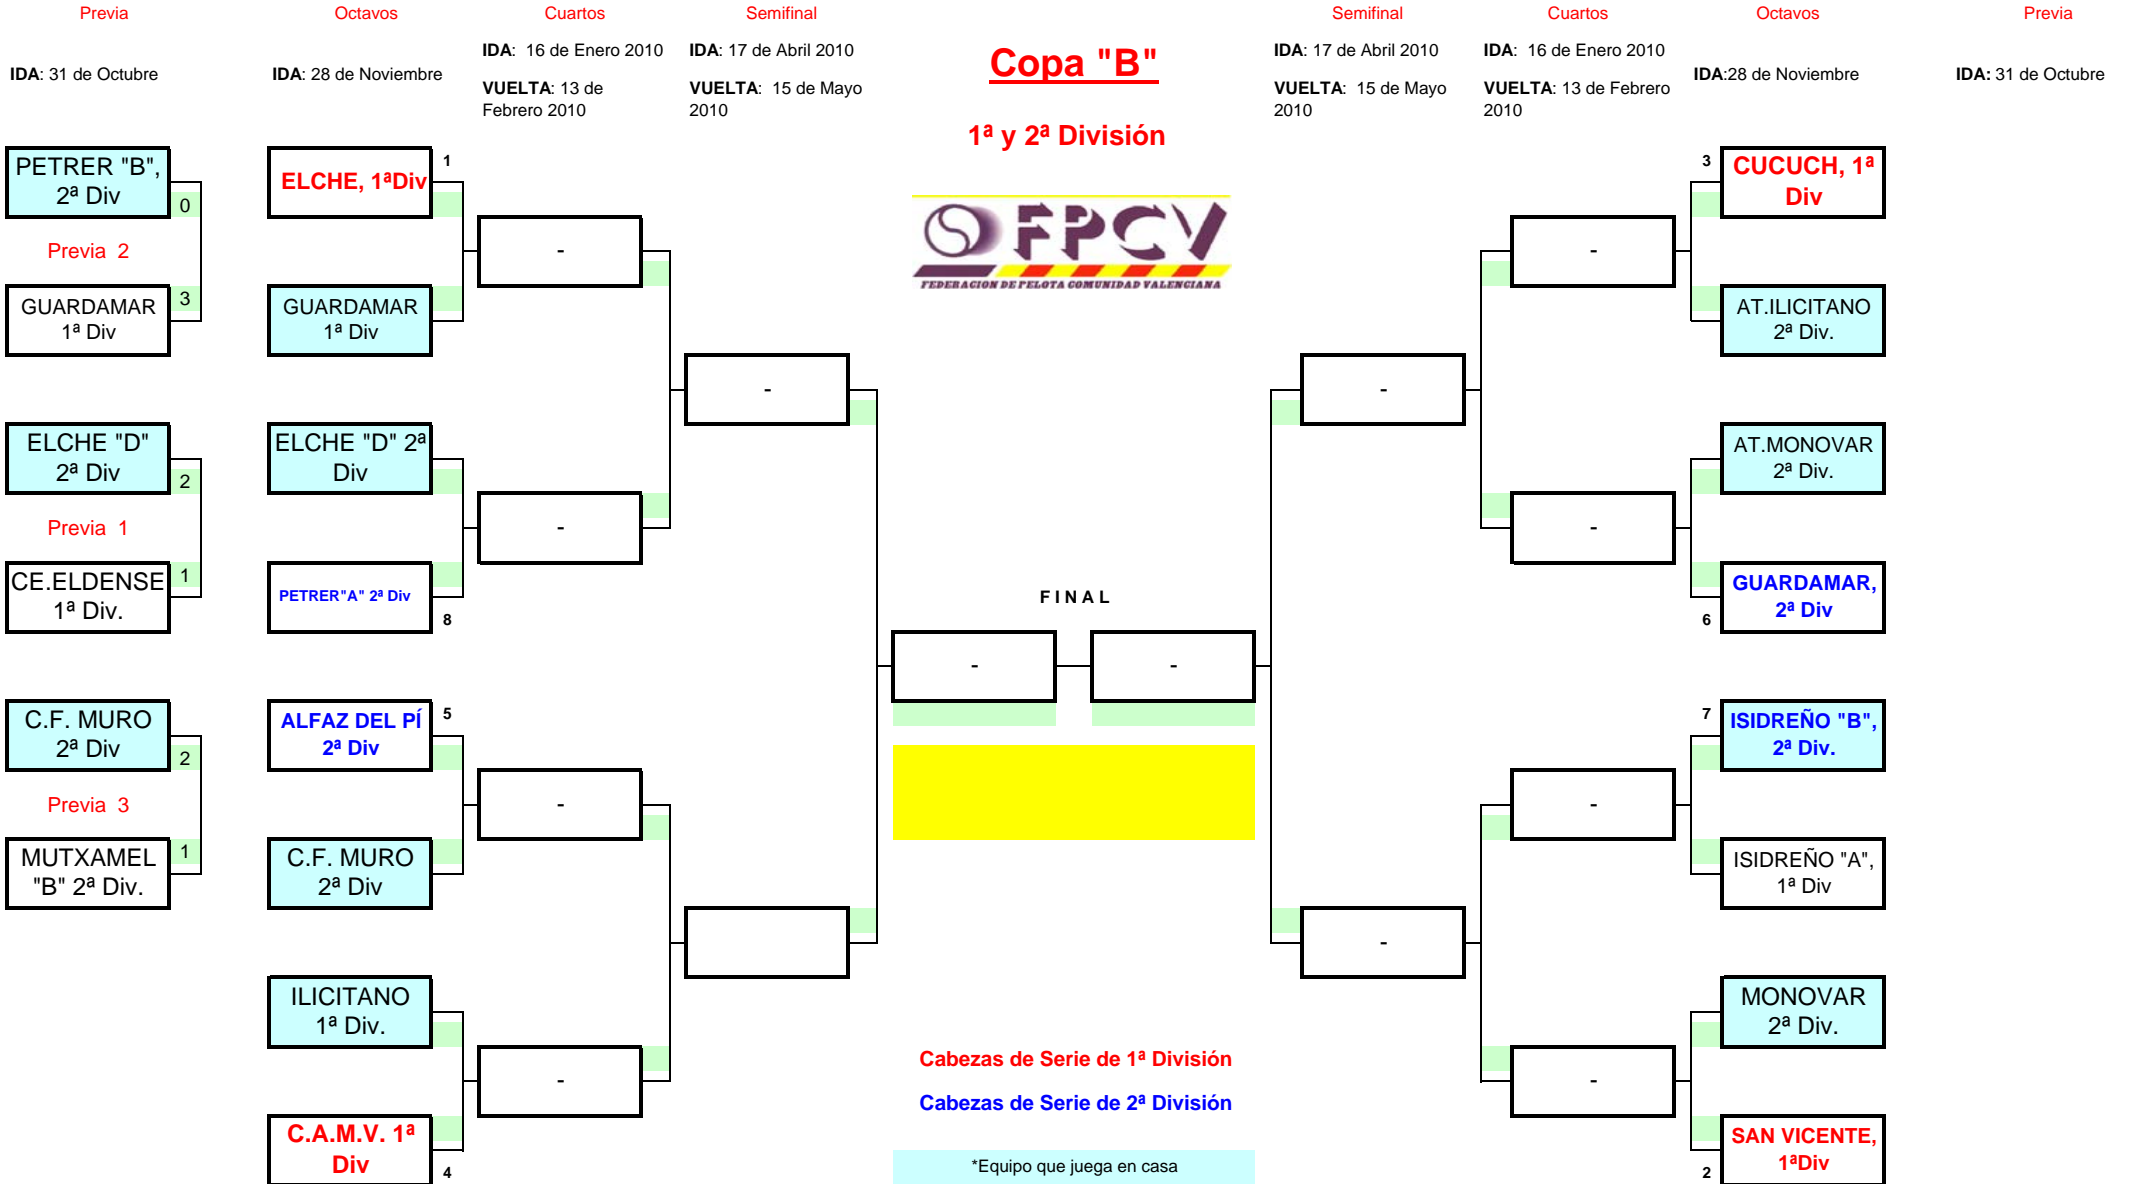 Previa
Octavos
Cuartos
Semifinal
Semifinal
Cuartos
Octavos
Previa
IDA: 31 de Octubre
IDA: 28 de Noviembre
IDA:  16 de Enero 2010
VUELTA: 13 de
Febrero 2010
IDA: 17 de Abril 2010
VUELTA:  15 de Mayo
2010
Copa "B"
1ª y 2ª División
IDA: 17 de Abril 2010
VUELTA:  15 de Mayo
2010
IDA:  16 de Enero 2010
VUELTA: 13 de Febrero
2010
IDA:28 de Noviembre
IDA: 31 de Octubre
FPCV
FEDERACION DE PELOTA COMUNIDAD VALENCIANA
PETRER "B",
2ª Div
0
Previa  2
GUARDAMAR
1ª Div
3
ELCHE "D"
2ª Div
2
Previa  1
CE.ELDENSE
1ª Div.
1
C.F. MURO
2ª Div
2
Previa  3
MUTXAMEL
"B" 2ª Div.
1
ELCHE, 1ªDiv
1
GUARDAMAR
1ª Div
ELCHE "D" 2ª
Div
PETRER"A" 2ª Div
8
ALFAZ DEL PÍ
2ª Div
5
C.F. MURO
2ª Div
ILICITANO
1ª Div.
C.A.M.V. 1ª
Div
4
-
-
-
-
-
FINAL
-
-
-
-
-
-
-
-
3
CUCUCH, 1ª
Div
AT.ILICITANO
2ª Div.
AT.MONOVAR
2ª Div.
GUARDAMAR,
2ª Div
6
7
ISIDREÑO "B",
2ª Div.
ISIDREÑO "A",
1ª Div
MONOVAR
2ª Div.
SAN VICENTE,
1ªDiv
2
Cabezas de Serie de 1ª División
Cabezas de Serie de 2ª División
*Equipo que juega en casa